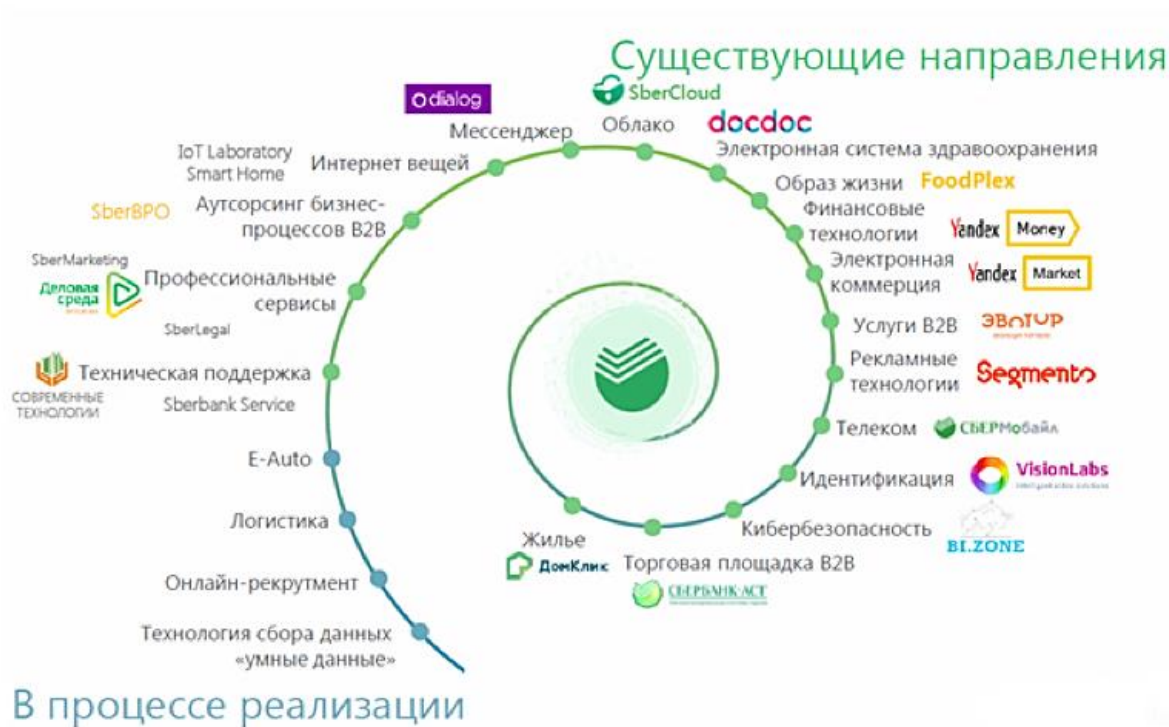 Существующие направления
dialog
SberCloud
Мессенджер
Облако
docdoc
IoT Laboratory
Smart Home
Интернет вещей
Электронная система здравоохранения
Образ жизни
FoodPlex
SberBPO
Аутсорсинг бизнес-
процессов B2B
Финансовые
технологии
Yandex Money
SberMarketing
Деловая
среда
Профессиональные
сервисы
SberLegal
Электронная
коммерция
Yandex Market
Услуги B2B
ЭВОТОР
Рекламные
технологии
Segmento
СОВРЕМЕННЫЕ
ТЕХНОЛОГИИ
Техническая поддержка
Sberbank Service
Телеком
СБЕРМобайл
E-Auto
Идентификация
VisionLabs
Логистика
Кибербезопасность
BI.ZONE
Жилье
ДомКлик
Торговая площадка B2B
СБЕРБАНК-АСТ
Онлайн-рекрутмент
Технология сбора данных
«умные данные»
В процессе реализации